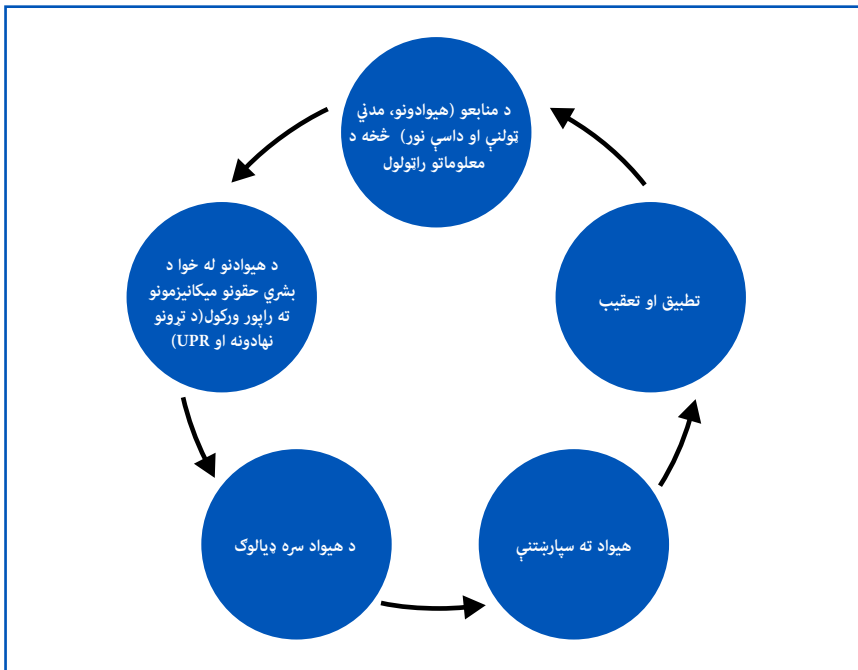 د منابعو (هیوادونو، مدني
ټولنې او داسې نور) څخه د
معلوماتو راټولول
د هیوادنو له خوا د
بشري حقونو میکانیزمونو
ته راپور ورکول(د تړونو
نهادونه او UPR)
د هیواد سره ډیالوګ
هیواد ته سپارښتنې
تطبیق او تعقیب